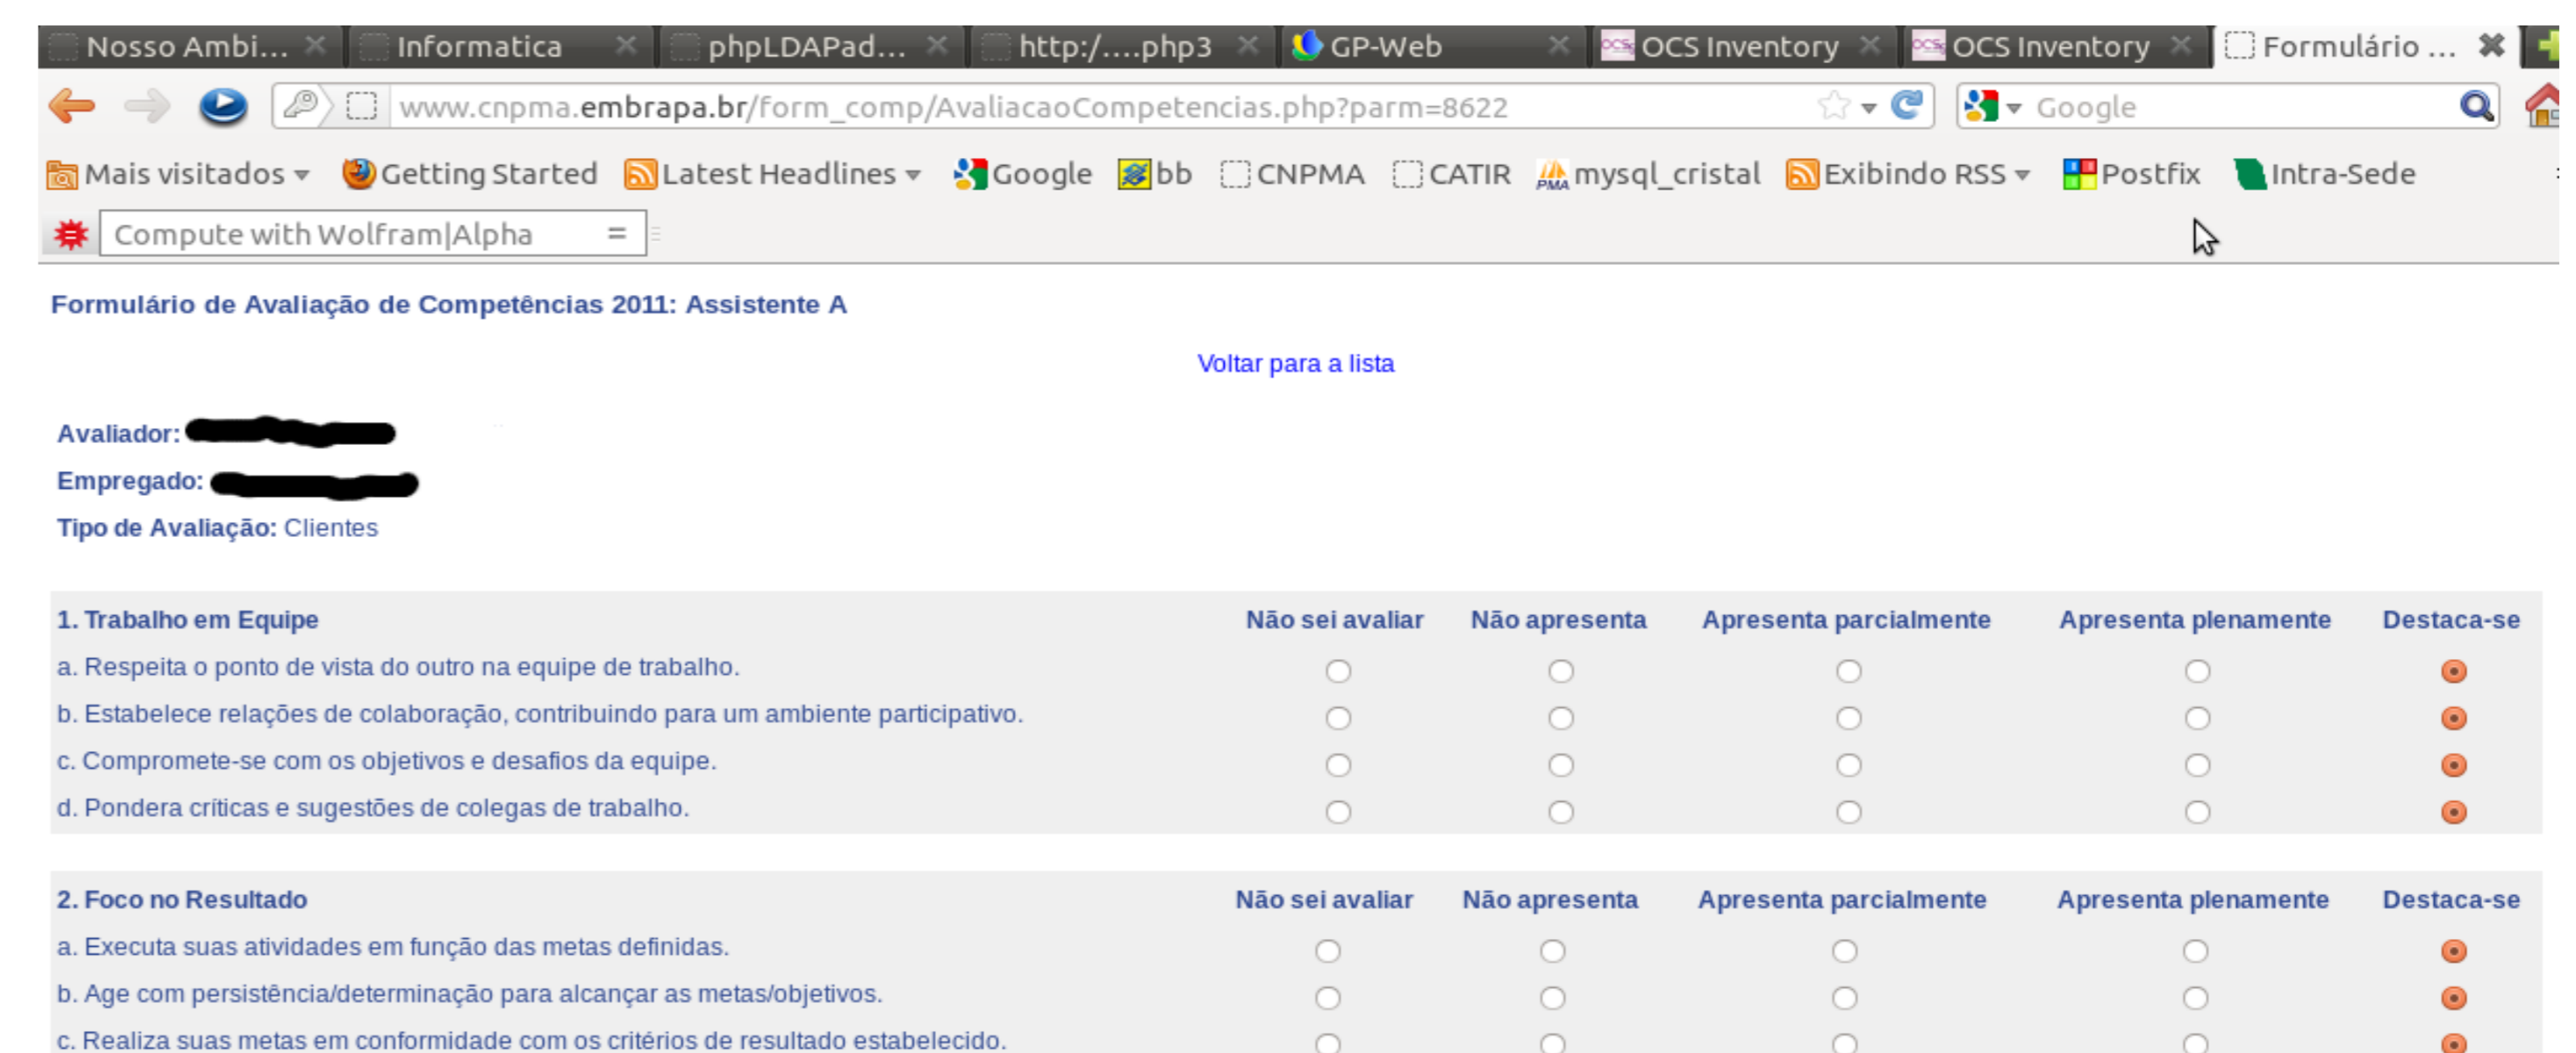 Nosso Ambi... Informatica phpLDAPad... http:/....php3 GP-Web OCS Inventory OCS Inventory Formulário ...
www.cnpma.embrapa.br/form_comp/AvaliacaoCompetencias.php?parm=8622 Google
Mais visitados Getting Started Latest Headlines Google bb CNPMA CATIR PMA mysql_cristal Exibindo RSS Postfix Intra-Sede
Compute with Wolfram|Alpha =
Formulário de Avaliação de Competências 2011: Assistente A
Voltar para a lista
Avaliador:
Empregado:
Tipo de Avaliação: Clientes
1. Trabalho em Equipe Não sei avaliar Não apresenta Apresenta parcialmente Apresenta plenamente Destaca-se
a. Respeita o ponto de vista do outro na equipe de trabalho.
b. Estabelece relações de colaboração, contribuindo para um ambiente participativo.
c. Compromete-se com os objetivos e desafios da equipe.
d. Pondera críticas e sugestões de colegas de trabalho.
2. Foco no Resultado Não sei avaliar Não apresenta Apresenta parcialmente Apresenta plenamente Destaca-se
a. Executa suas atividades em função das metas definidas.
b. Age com persistência/determinação para alcançar as metas/objetivos.
c. Realiza suas metas em conformidade com os critérios de resultado estabelecido.